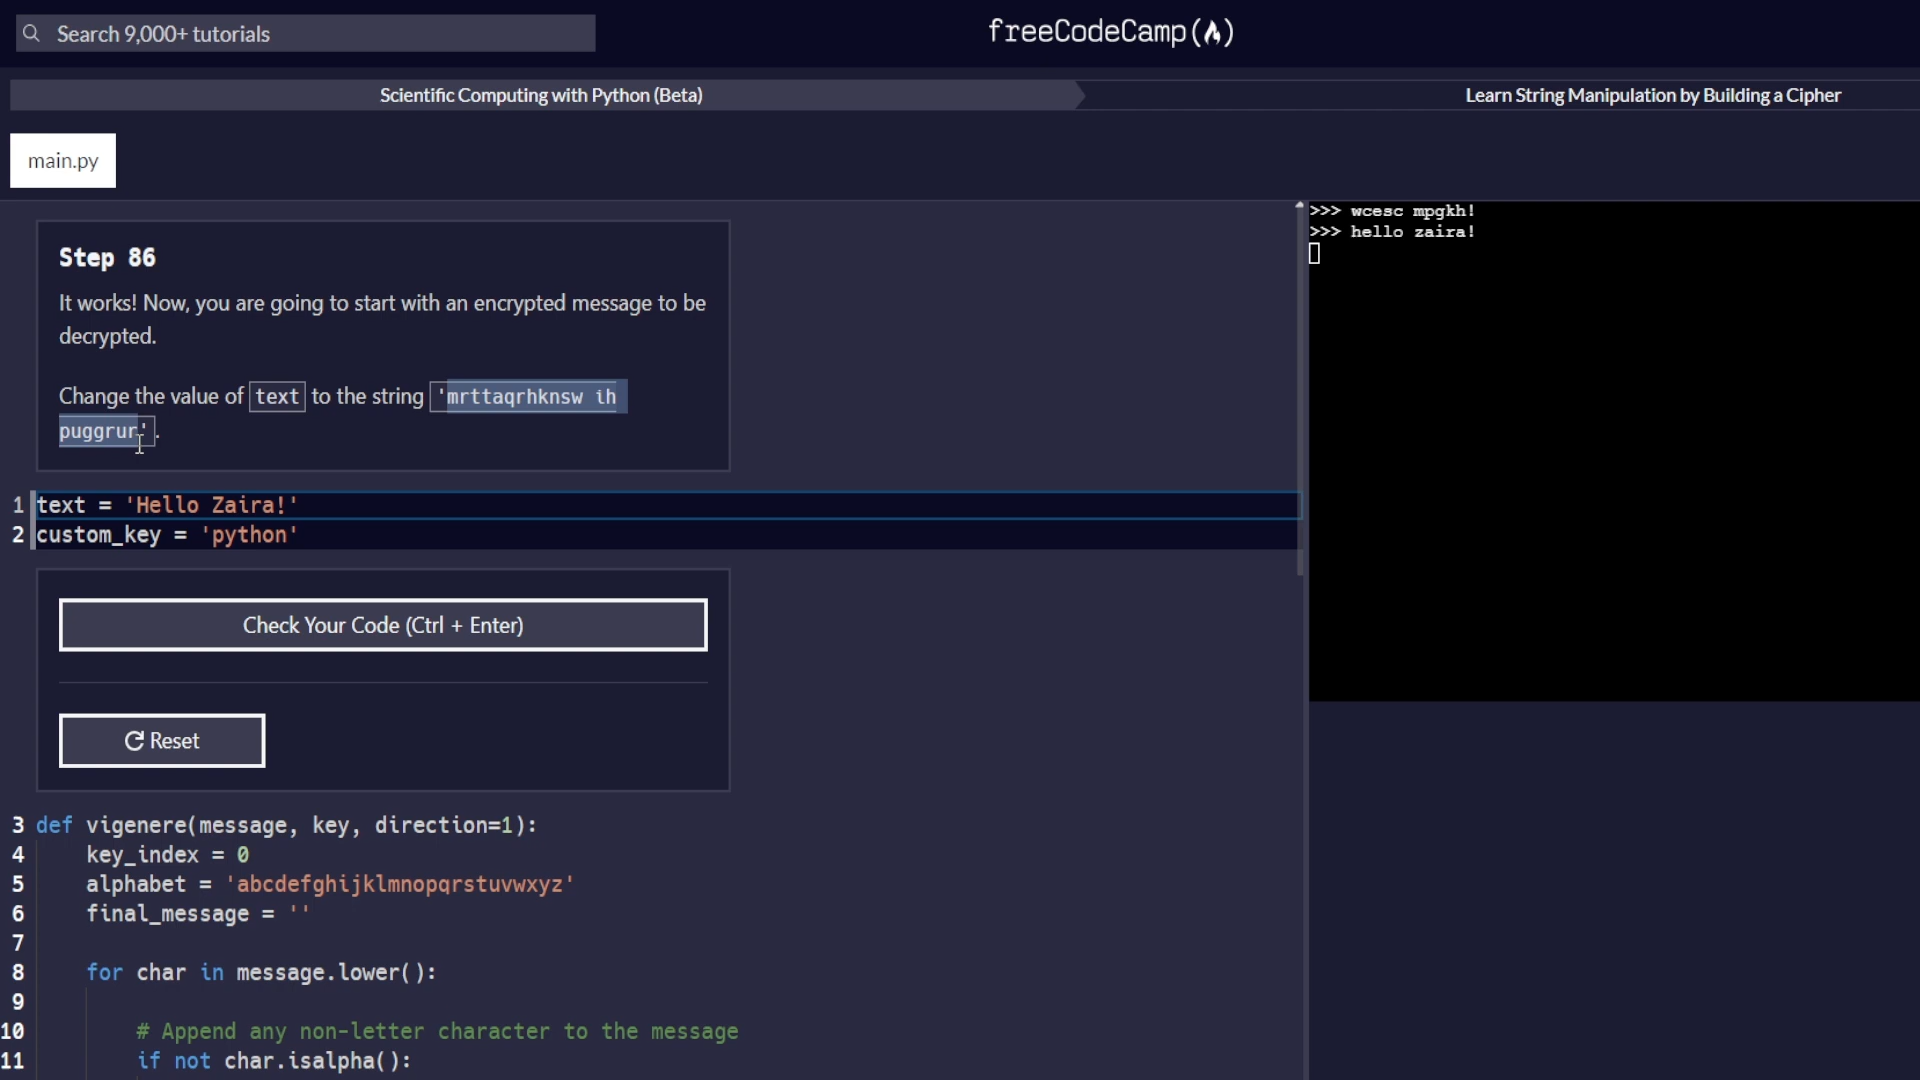 Search 9,000+ tutorials
freeCodeCamp
Scientific Computing with Python (Beta)
Learn String Manipulation by Building a Cipher
main.py
Step 86
It works! Now, you are going to start with an encrypted message to be
decrypted.
Change the value of text to the string 'mrttaqrhknsw ih
puggrur'.
1 text = 'Hello Zaira!'
2 custom_key = 'python'
Check Your Code (Ctrl + Enter)
Reset
3 def vigenere(message, key, direction=1):
4 key_index = 0
5 alphabet = 'abcdefghijklmnopqrstuvwxyz'
6 final_message = ''
7
8 for char in message.lower():
9
10 # Append any non-letter character to the message
11 if not char.isalpha():
>>> wcesc mpgkh!
>>> hello zaira!